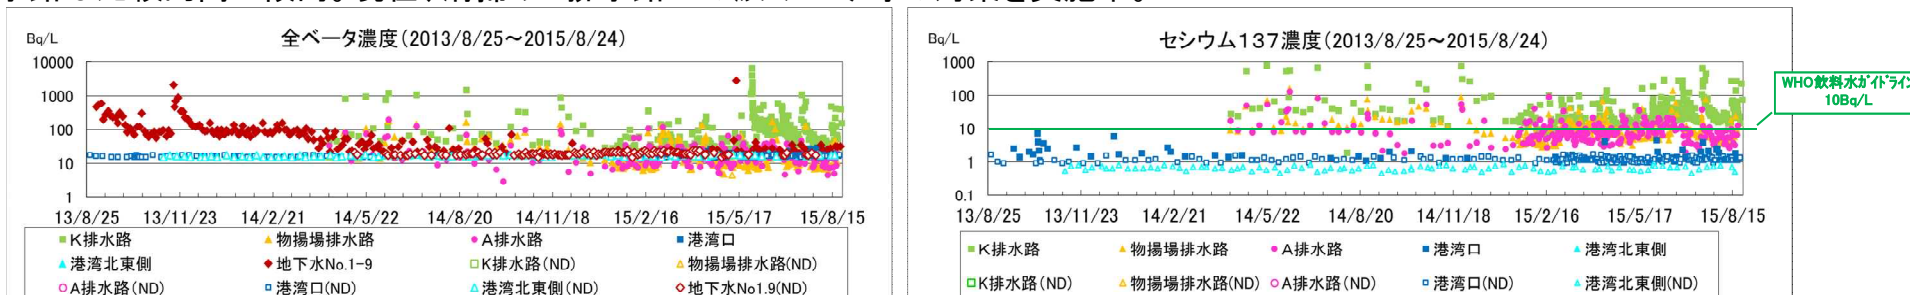 Bq/L
全ベータ濃度(2013/8/25～2015/8/24)
10000
1000
100
10
1
13/8/25 13/11/23 14/2/21 14/5/22 14/8/20 14/11/18 15/2/16 15/5/17 15/8/15
K排水路 物揚場排水路 A排水路 港湾口
港湾北東側 地下水No.1-9 K排水路(ND) 物揚場排水路(ND)
A排水路(ND) 港湾口(ND) 港湾北東側(ND) 地下水No1.9(ND)
Bq/L
セシウム137濃度(2013/8/25～2015/8/24)
1000
100
10
1
0.1
WHO飲料水ガイドライン
10Bq/L
13/8/25 13/11/23 14/2/21 14/5/22 14/8/20 14/11/18 15/2/16 15/5/17 15/8/15
K排水路 物揚場排水路 A排水路 港湾口 港湾北東側
K排水路(ND) 物揚場排水路(ND) A排水路(ND) 港湾口(ND) 港湾北東側(ND)